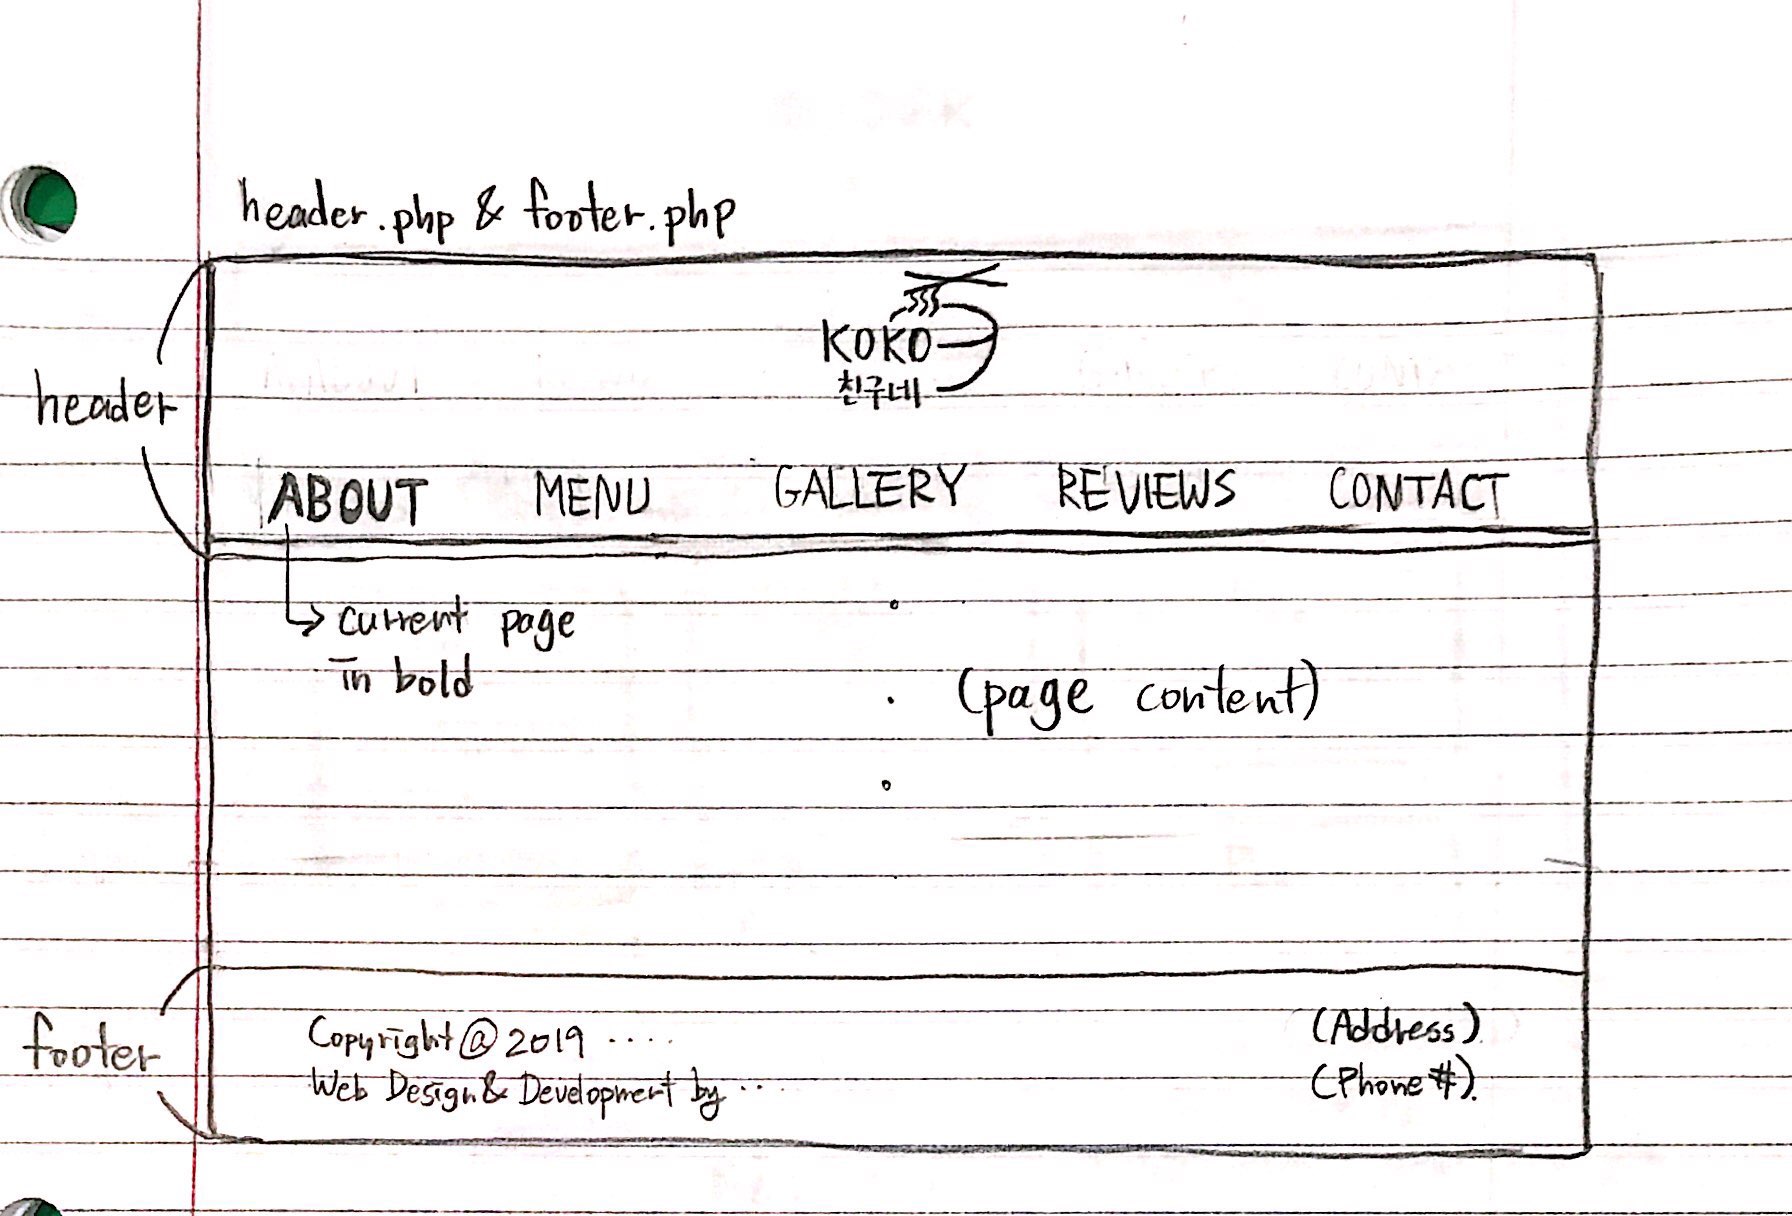 header.php & footer.php
KOKO
친구네
header
ABOUT MENU GALLERY REVIEWS CONTACT
current page
in bold
(page content)
footer
Copyright @ 2019 ....
(Address)
Web Design & Development by ...
(Phone #)